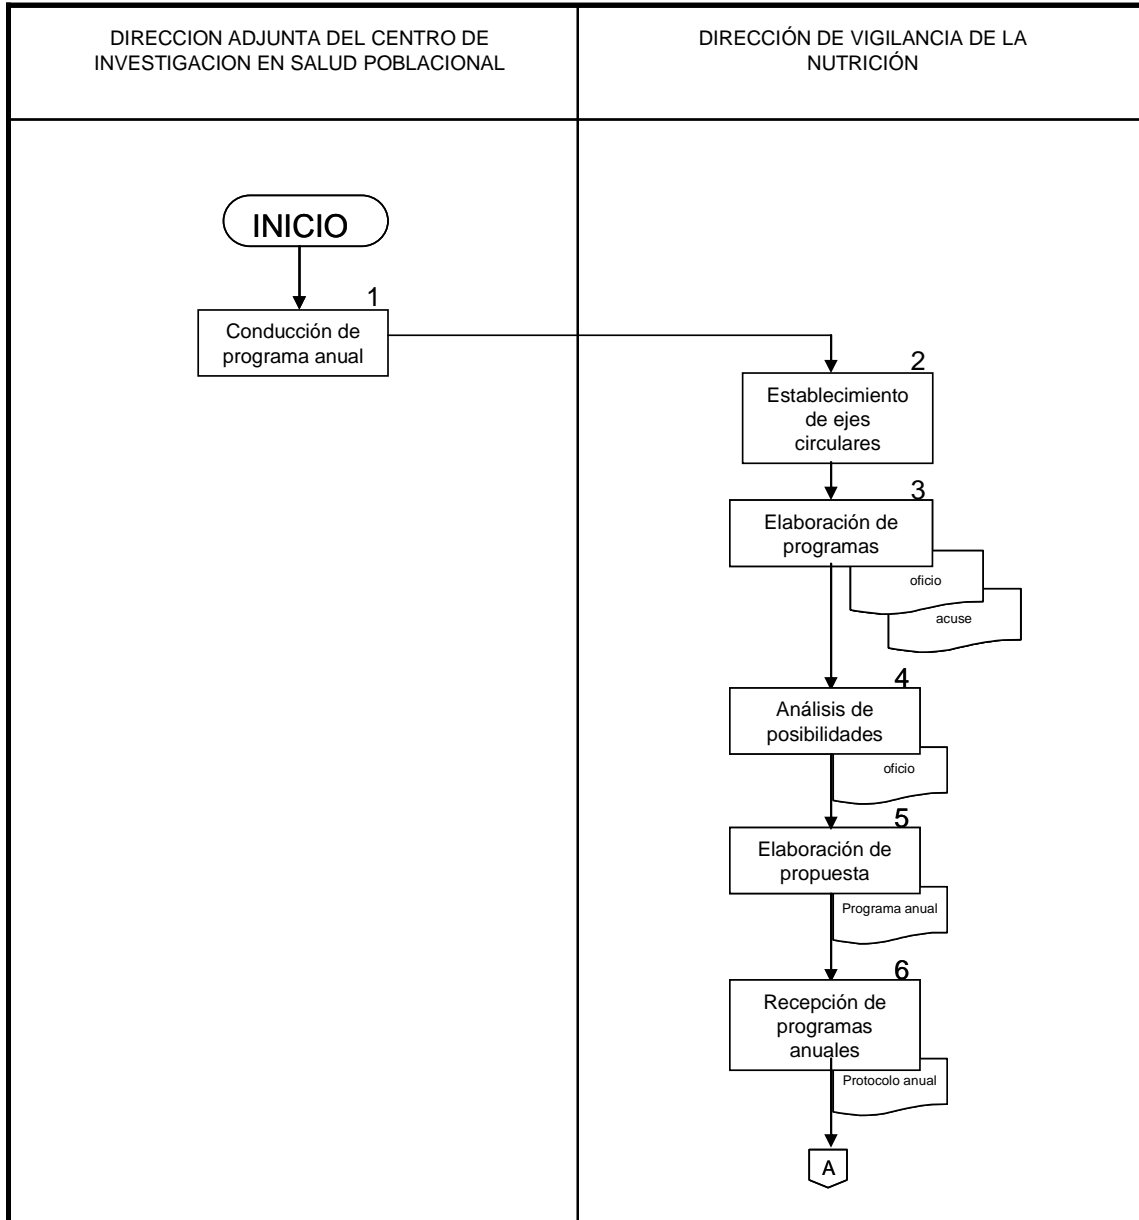 DIRECCION ADJUNTA DEL CENTRO DE
INVESTIGACION EN SALUD POBLACIONAL
DIRECCIÓN DE VIGILANCIA DE LA
NUTRICIÓN
INICIO
1
Conducción de
programa anual
2
Establecimiento
de ejes
circulares
3
Elaboración de
programas
oficio
acuse
4
Análisis de
posibilidades
oficio
5
Elaboración de
propuesta
Programa anual
6
Recepción de
programas
anuales
Protocolo anual
A